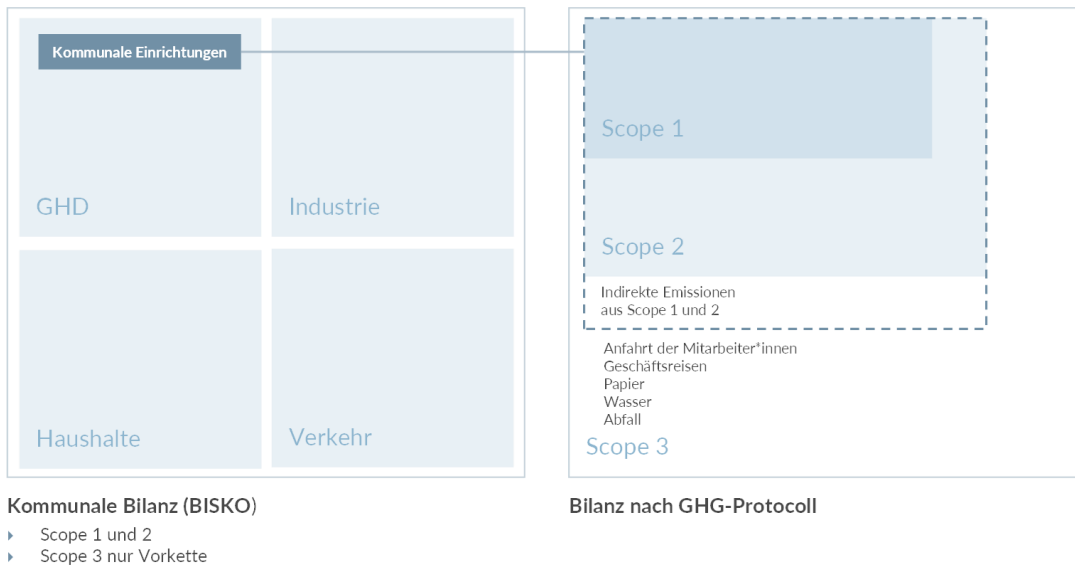 Kommunale Einrichtungen
GHD
Industrie
Haushalte
Verkehr
Kommunale Bilanz (BISKO)
Scope 1 und 2
Scope 3 nur Vorkette
Scope 1
Scope 2
Indirekte Emissionen
aus Scope 1 und 2
Anfahrt der Mitarbeiter*innen
Geschäftsreisen
Papier
Wasser
Abfall
Scope 3
Bilanz nach GHG-Protocoll